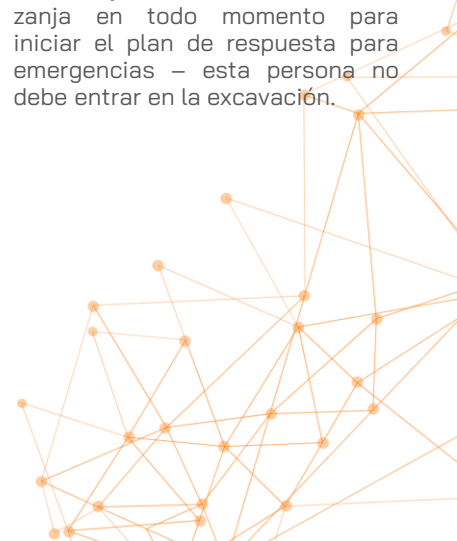 zanja en todo momento para
iniciar el plan de respuesta para
emergencias – esta persona no
debe entrar en la excavación.